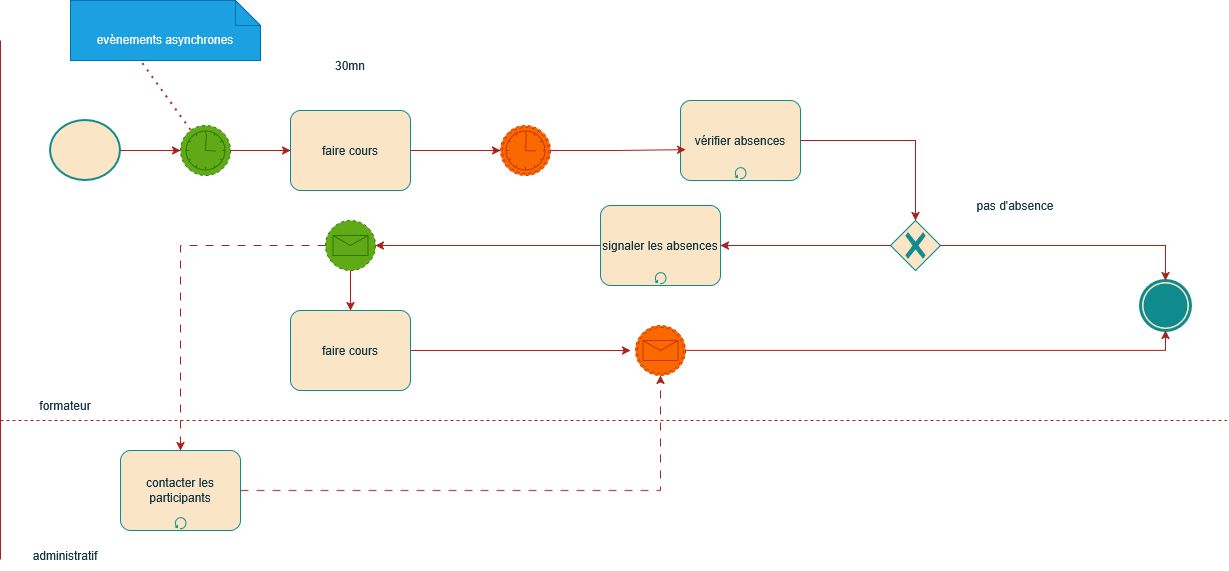 evènements asynchrones
30mn
faire cours
vérifier absences
pas d'absence
signaler les absences
faire cours
formateur
contacter les
participants
administratif